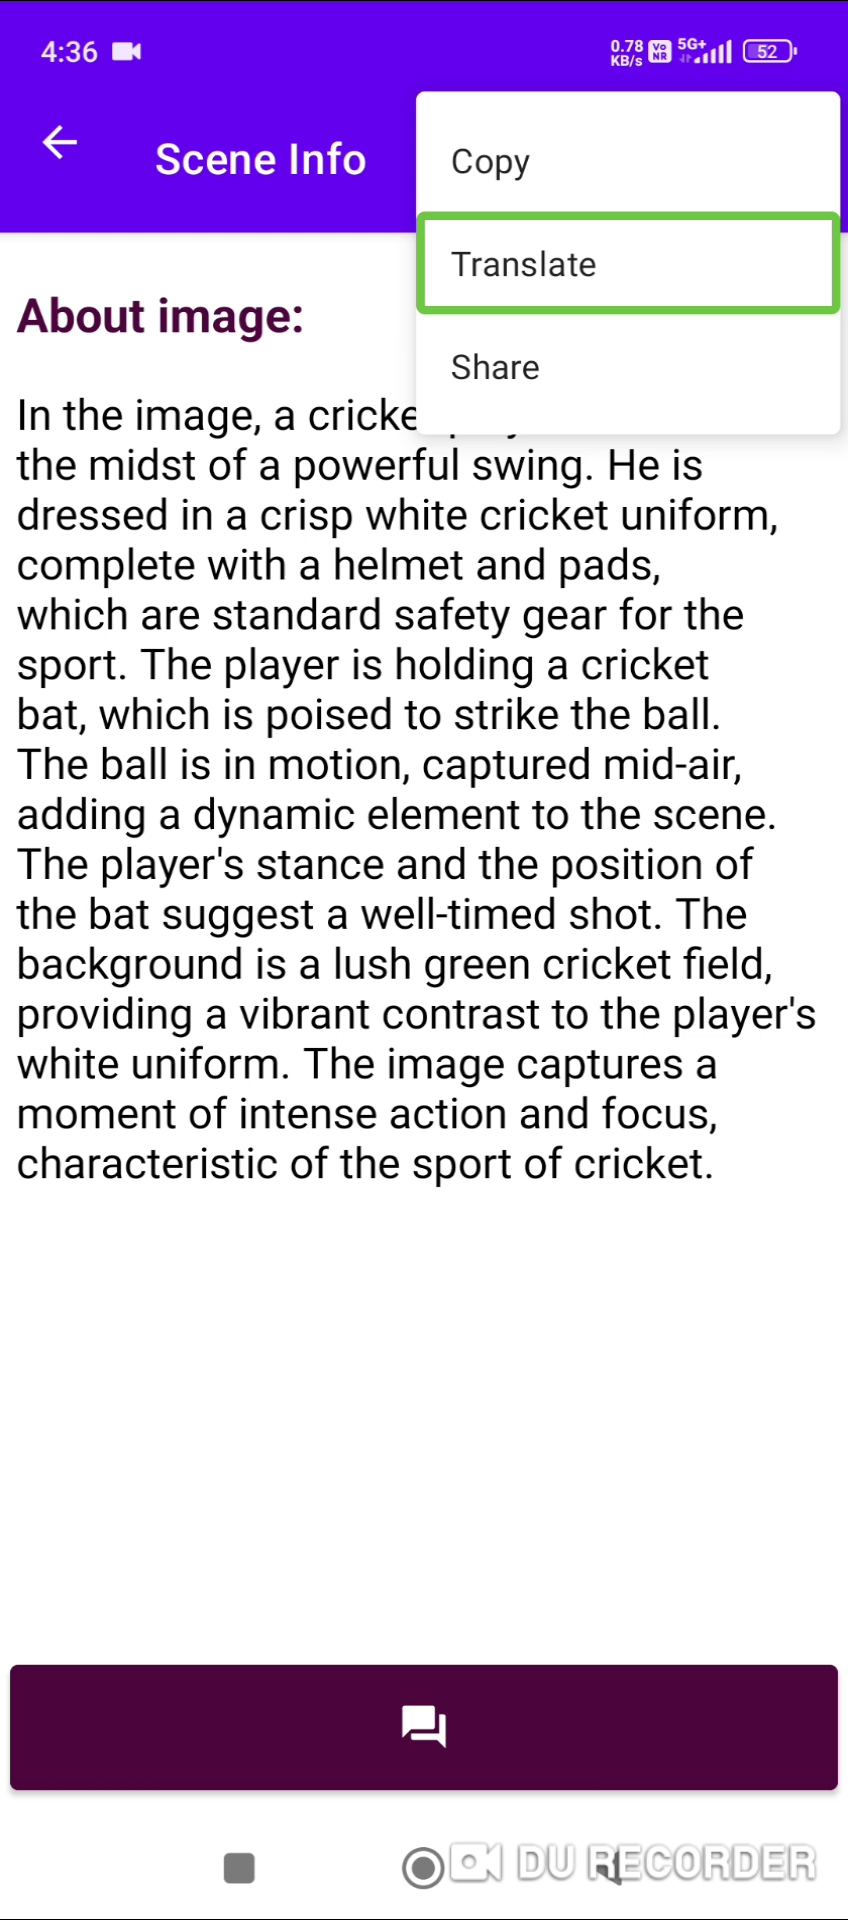 4:36
0.78
KB/s
Vo
NR
5G+
52
Scene Info
Copy
Translate
Share
About image:
In the image, a cricke
the midst of a powerful swing. He is
dressed in a crisp white cricket uniform,
complete with a helmet and pads,
which are standard safety gear for the
sport. The player is holding a cricket
bat, which is poised to strike the ball.
The ball is in motion, captured mid-air,
adding a dynamic element to the scene.
The player's stance and the position of
the bat suggest a well-timed shot. The
background is a lush green cricket field,
providing a vibrant contrast to the player's
white uniform. The image captures a
moment of intense action and focus,
characteristic of the sport of cricket.
DU RECORDER